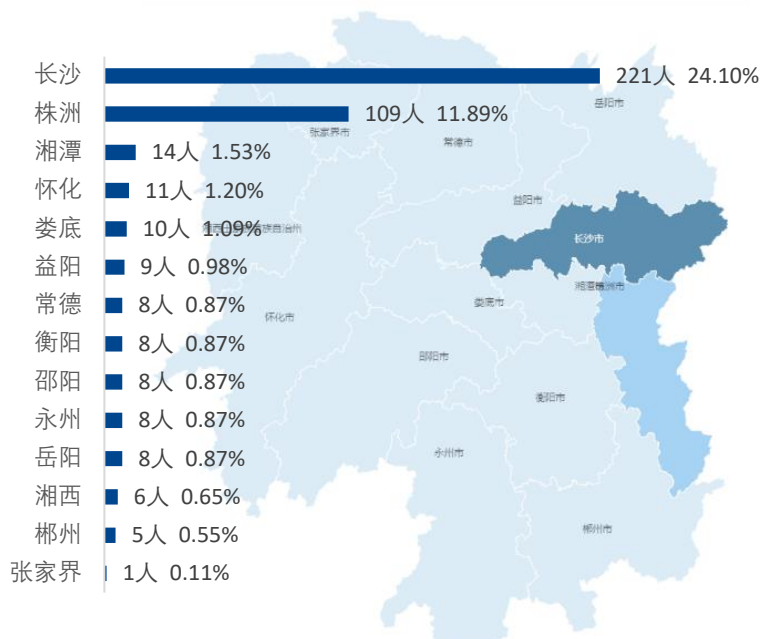 长沙 221人 24.10%
岳阳市
株洲 109人 11.89%
张家界市
常德市
湘潭 14人 1.53%
怀化 11人 1.20%
益阳市
娄底 10人 1.09%
族自治州
长沙市
益阳 9人 0.98%
湘潭 株洲市
常德 8人 0.87%
娄底市
怀化市
衡阳 8人 0.87%
邵阳市
邵阳 8人 0.87%
衡阳市
永州 8人 0.87%
岳阳 8人 0.87%
永州市
湘西 6人 0.65%
郴州 5人 0.55%
郴州市
张家界 1人 0.11%